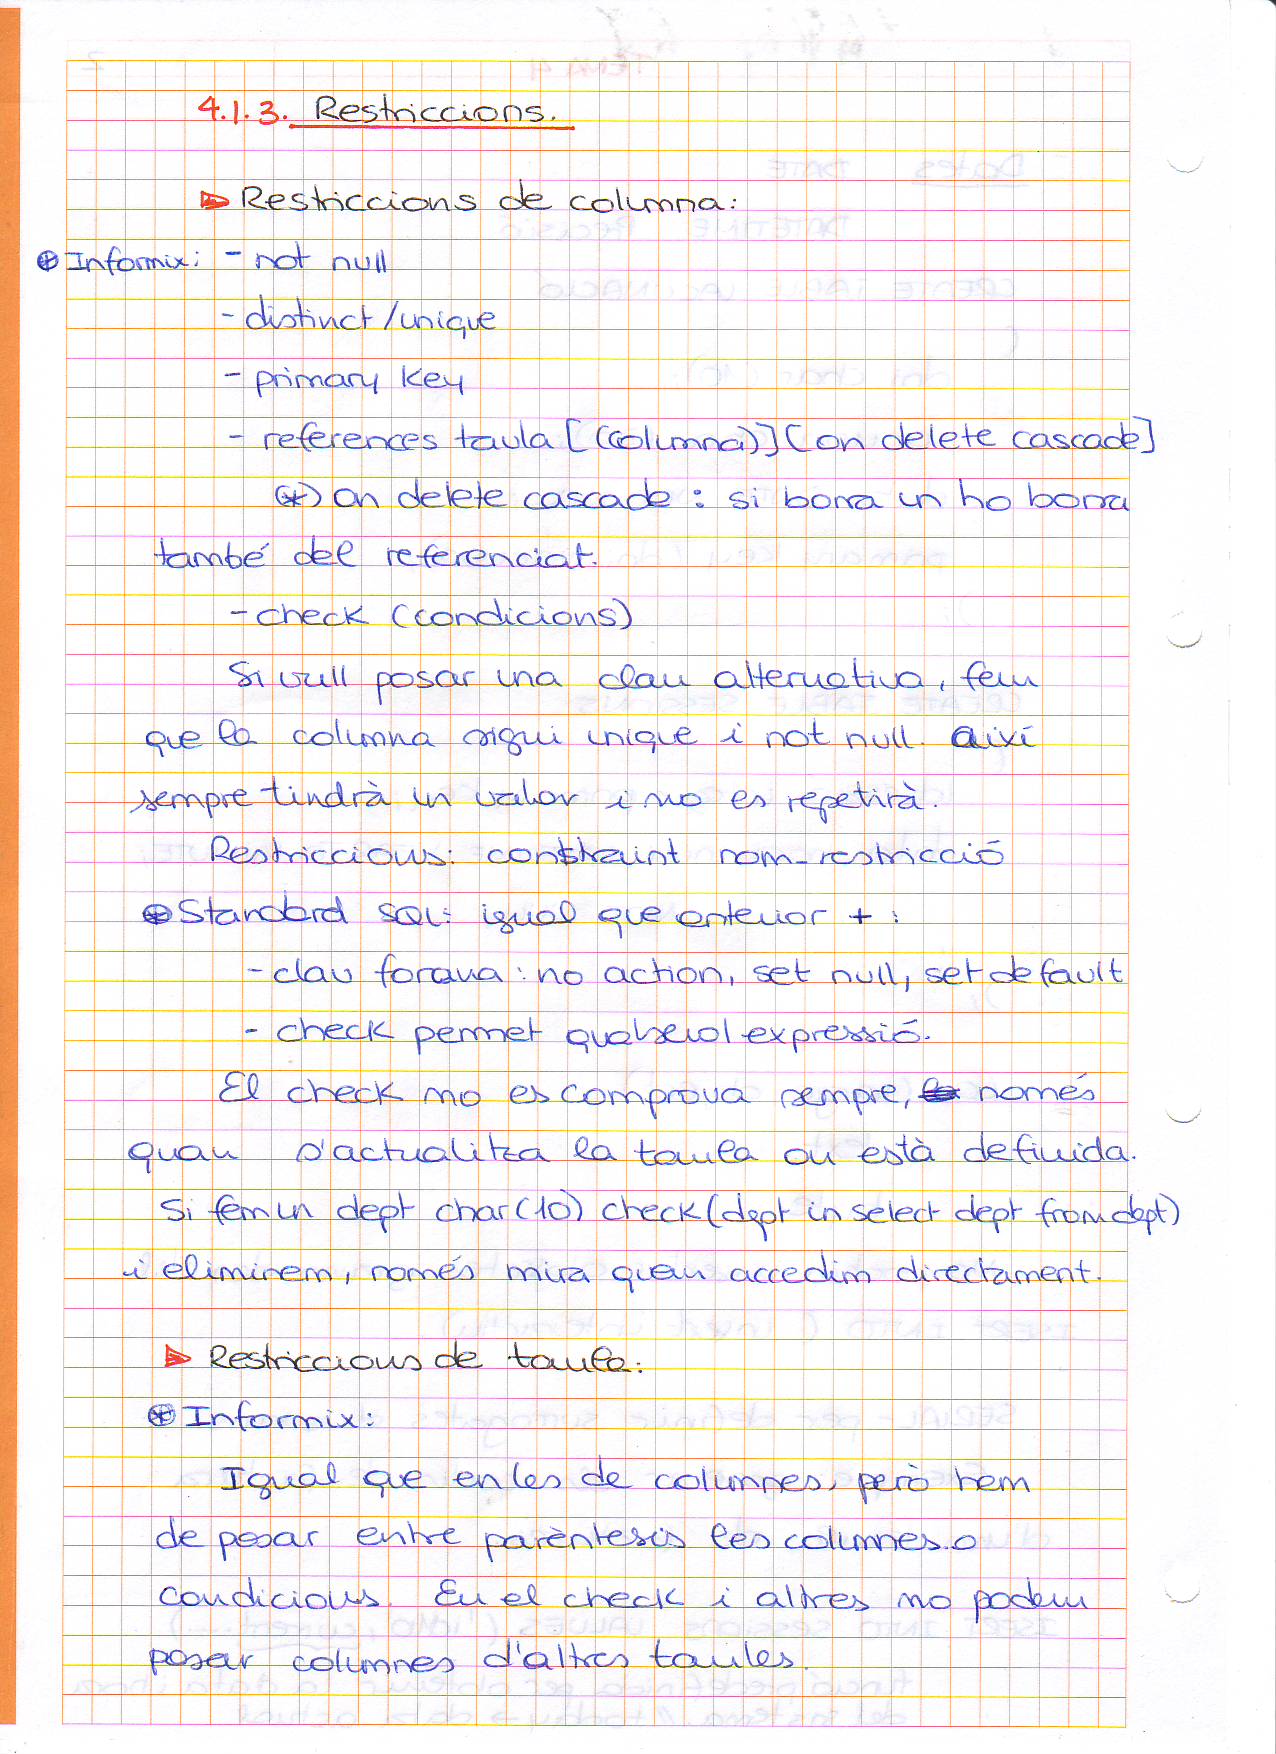 4.1.3. Restriccions.
Restriccions de columna:
⊛ Informix: - not null
- distinct/unique
- primary key
- references taula [(columna)] [on delete cascade]
(*) on delete cascade: si borra un ho borra
també del referenciat.
- check (condicions)
Si vull posar una clau alternativa, fem
que la columna sigui unique i not null. així
sempre tindrà un valor i no es repetirà.
Restriccions: constraint nom_restricció
⊛ Standard SQL: igual que anterior + :
- clau forana: no action, set null, set default
- check permet qualsevol expressió.
El check no es comprova sempre, només
quan s'actualitza la taula on està definida.
Si fem un dept char(10) check(dept in select dept from dept)
i eliminem, només mira quan accedim directament.
Restriccions de taula:
⊛ Informix:
Igual que en les de columnes, però hem
de posar entre parèntesis les columnes o
condicions. En el check i altres no podem
posar columnes d'altres taules.